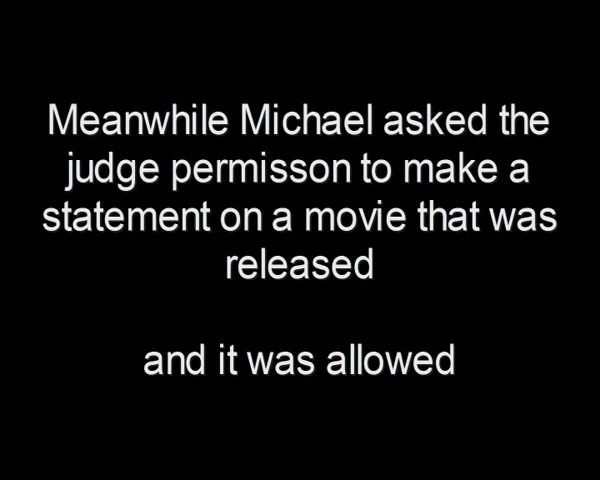 Meanwhile Michael asked the
judge permisson to make a
statement on a movie that was
released
and it was allowed